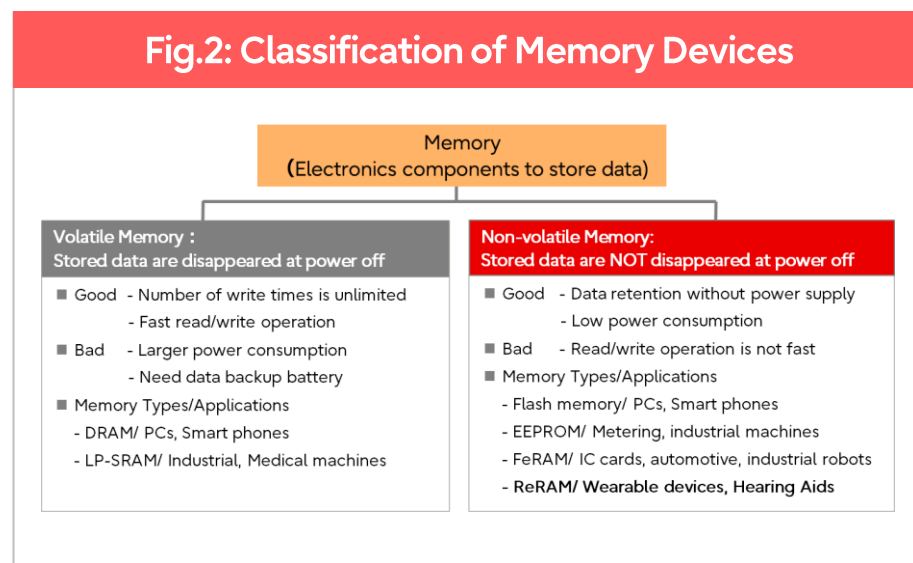 Fig.2: Classification of Memory Devices
Memory
(Electronics components to store data)
Volatile Memory :
Stored data are disappeared at power off
■ Good - Number of write times is unlimited
- Fast read/write operation
■ Bad - Larger power consumption
- Need data backup battery
■ Memory Types/Applications
- DRAM/ PCs, Smart phones
- LP-SRAM/ Industrial, Medical machines
Non-volatile Memory:
Stored data are NOT disappeared at power off
■ Good - Data retention without power supply
- Low power consumption
■ Bad - Read/write operation is not fast
■ Memory Types/Applications
- Flash memory/ PCs, Smart phones
- EEPROM/ Metering, industrial machines
- FeRAM/ IC cards, automotive, industrial robots
- ReRAM/ Wearable devices, Hearing Aids